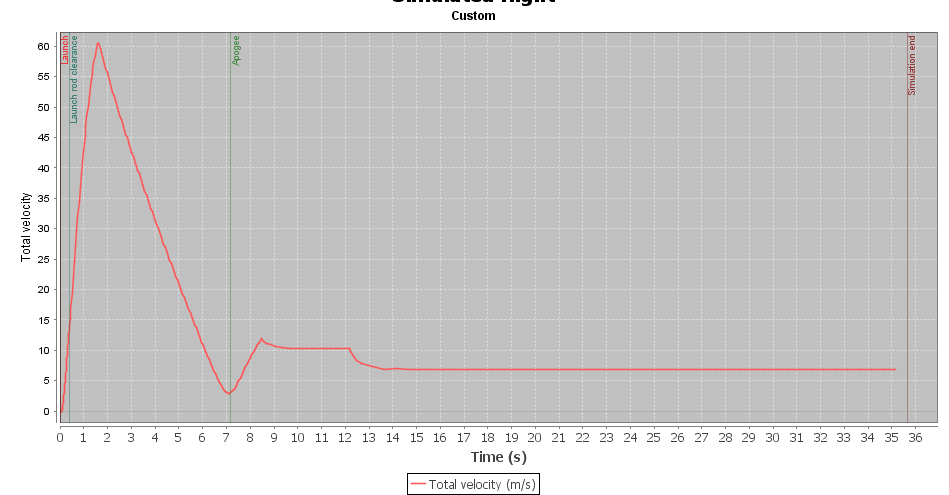 Simulated flight
Custom
Total velocity
60
55
50
45
40
35
30
25
20
15
10
5
0
Launch
Launch rod clearance
Apogee
Simulation end
0 1 2 3 4 5 6 7 8 9 10 11 12 13 14 15 16 17 18 19 20 21 22 23 24 25 26 27 28 29 30 31 32 33 34 35 36
Time (s)
Total velocity (m/s)